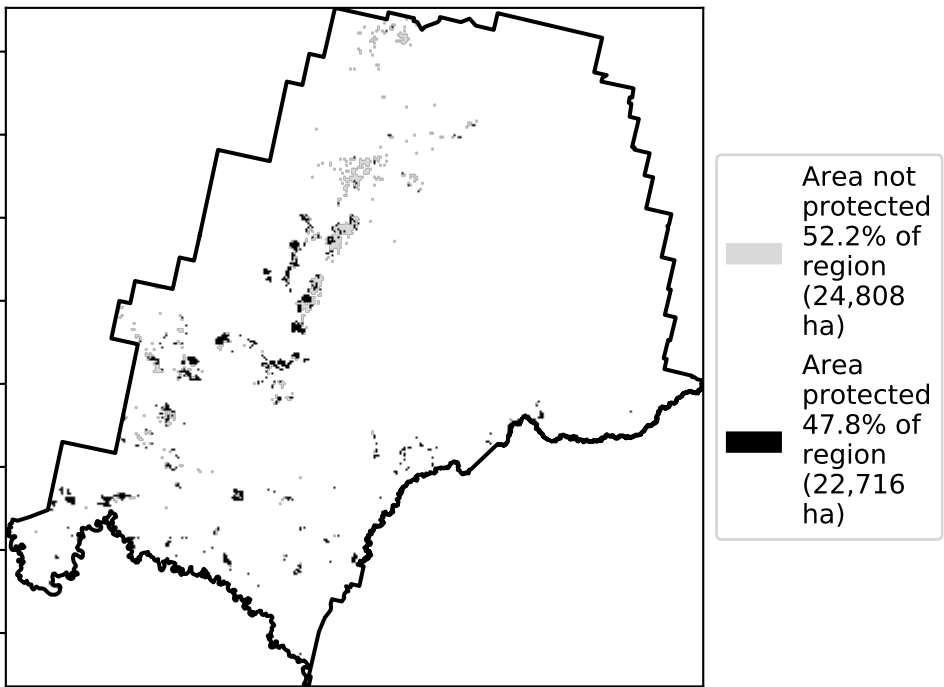 Area not
protected
52.2% of
region
(24,808
ha)
Area
protected
47.8% of
region
(22,716
ha)